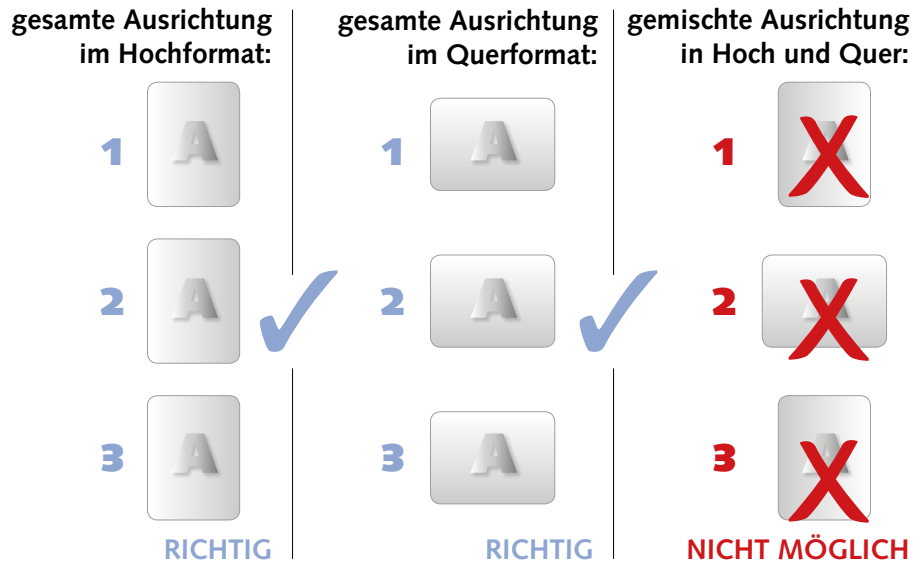 gesamte Ausrichtung
im Hochformat:
1 A
2 A
3 A
RICHTIG
gesamte Ausrichtung
im Querformat:
1 A
2 A
3 A
RICHTIG
gemischte Ausrichtung
in Hoch und Quer:
1 A X
2 A X
3 A X
NICHT MÖGLICH